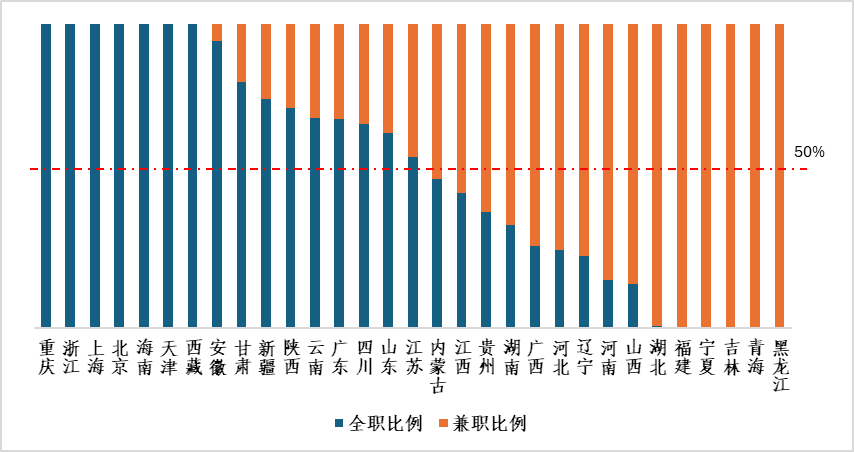 50%
重庆
浙江
上海
北京
海南
天津
西藏
安徽
甘肃
新疆
陕西
云南
广东
四川
山东
江苏
内蒙古
江西
贵州
湖南
广西
河北
辽宁
河南
山西
湖北
福建
宁夏
吉林
青海
黑龙江
全职比例 兼职比例